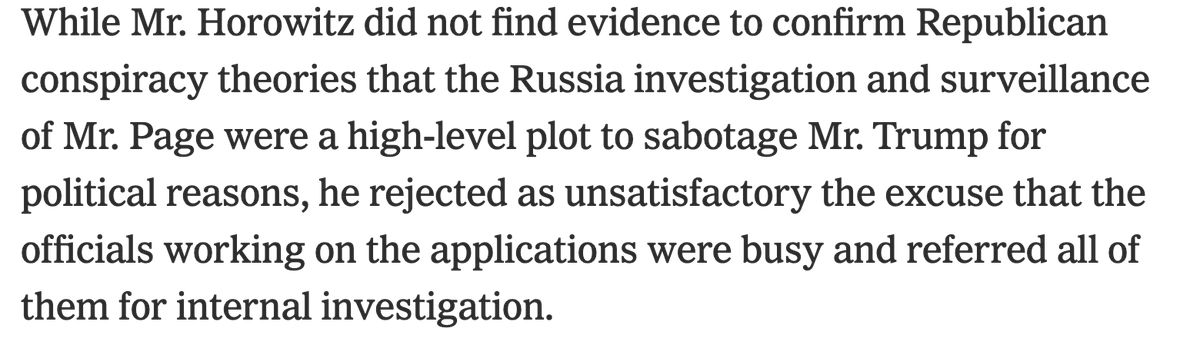 While Mr. Horowitz did not find evidence to confirm Republican
conspiracy theories that the Russia investigation and surveillance
of Mr. Page were a high-level plot to sabotage Mr. Trump for
political reasons, he rejected as unsatisfactory the excuse that the
officials working on the applications were busy and referred all of
them for internal investigation.